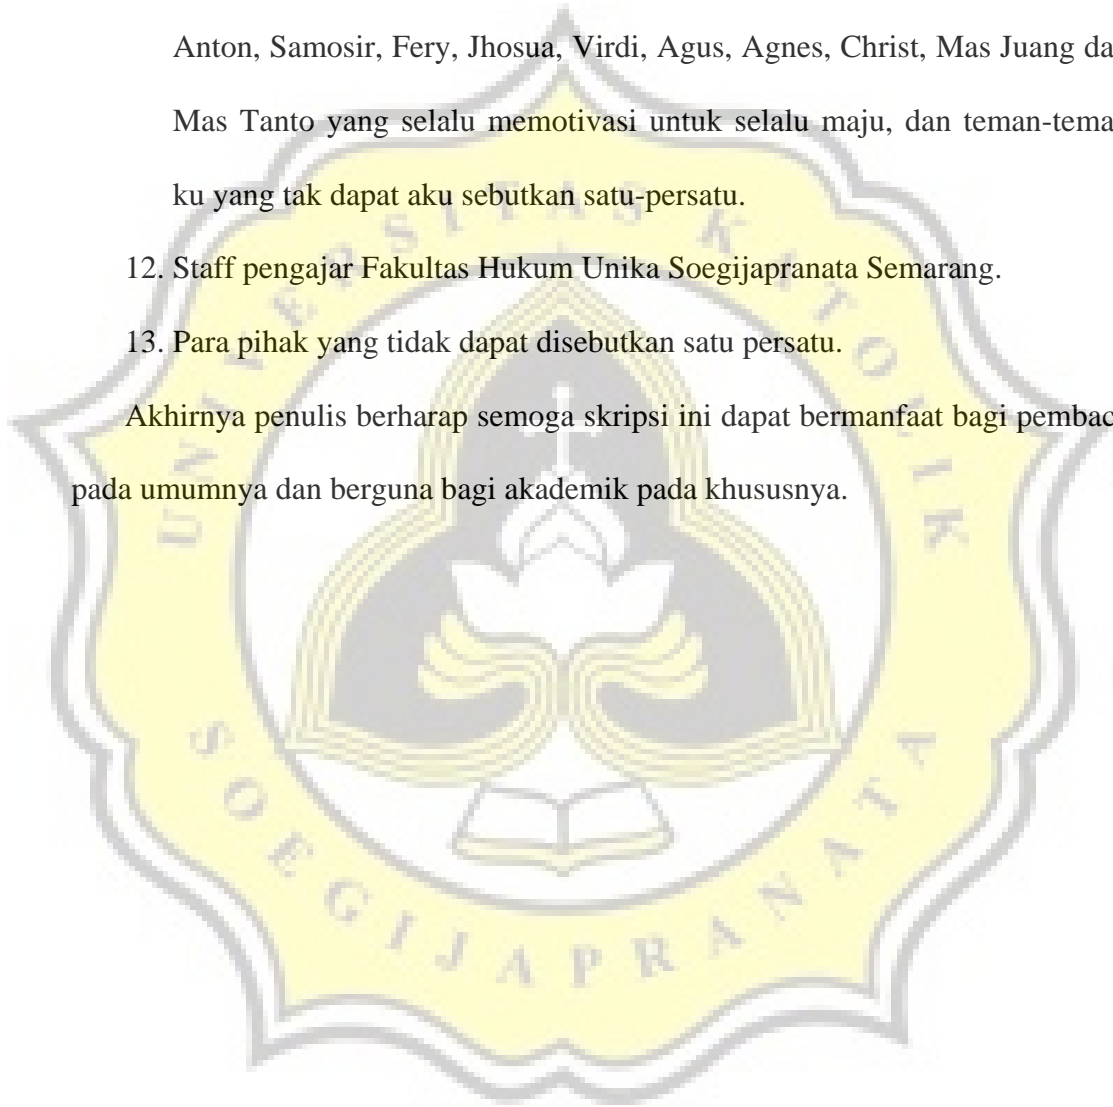 Anton, Samosir, Fery, Jhosua, Virdi, Agus, Agnes, Christ, Mas Juang da
Mas Tanto yang selalu memotivasi untuk selalu maju, dan teman-tema
ku yang tak dapat aku sebutkan satu-persatu.
12. Staff pengajar Fakultas Hukum Unika Soegijapranata Semarang.
13. Para pihak yang tidak dapat disebutkan satu persatu.
Akhirnya penulis berharap semoga skripsi ini dapat bermanfaat bagi pembac
pada umumnya dan berguna bagi akademik pada khususnya.
UNIVERSITAS KATOLIK
SOEGIJAPRANATA